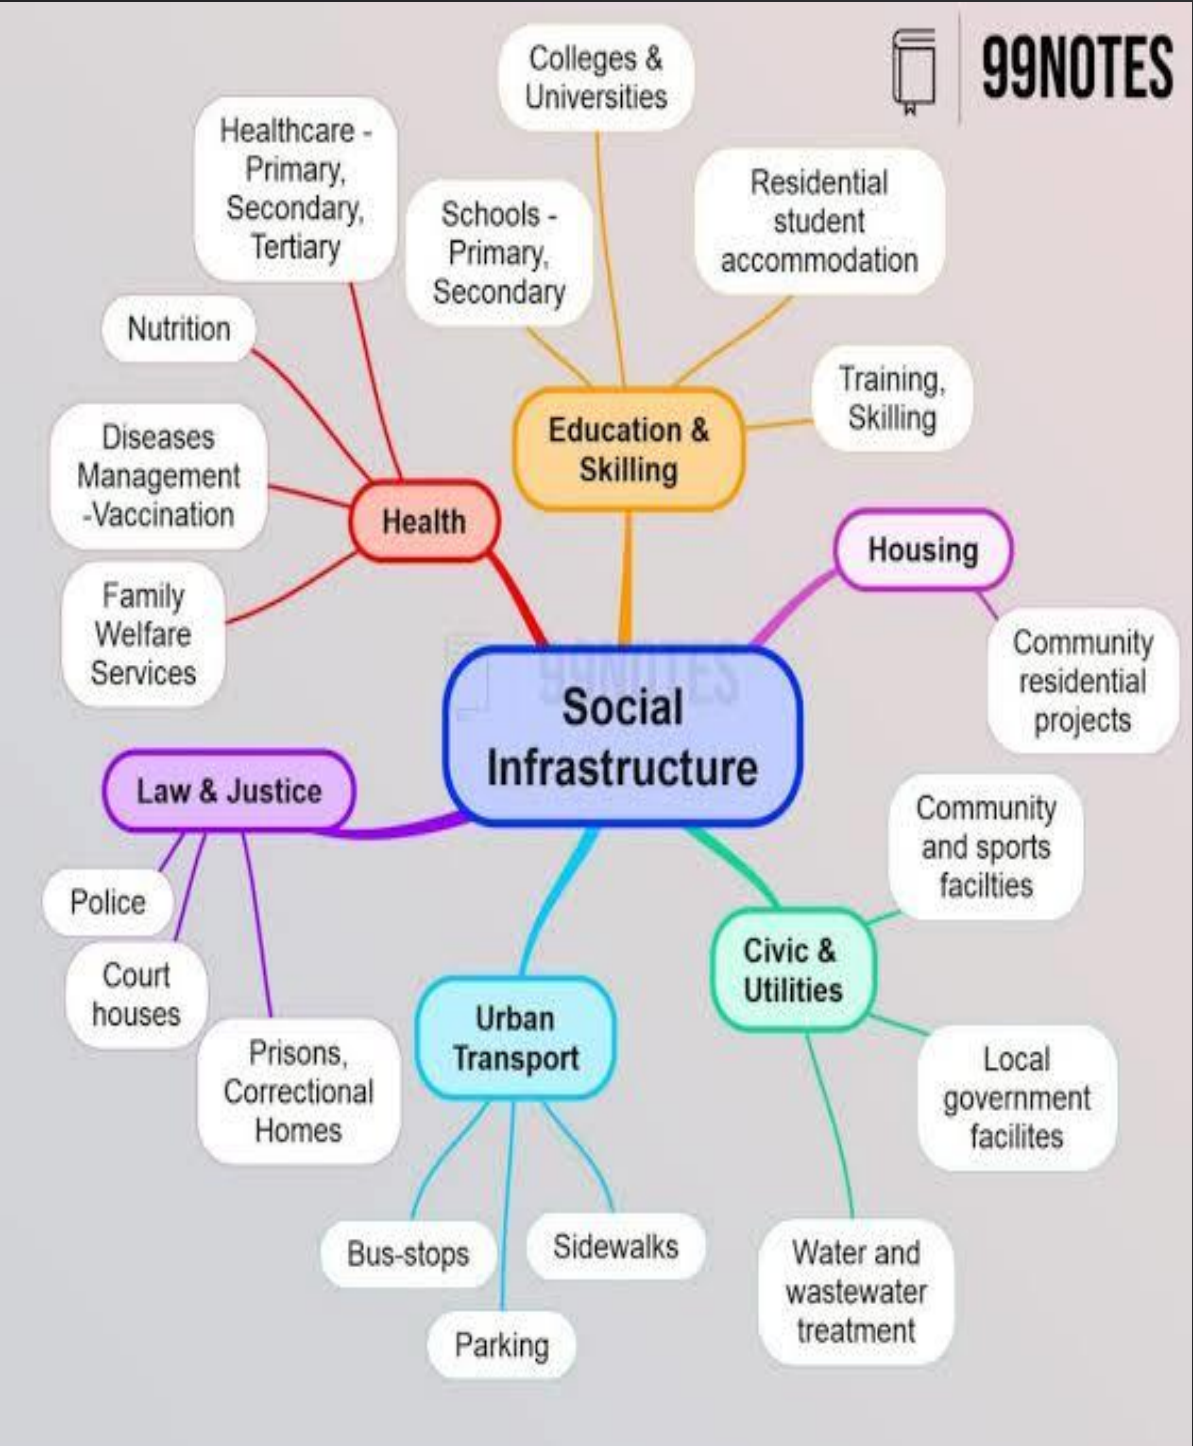 99NOTES
Colleges &
Universities
Healthcare -
Primary,
Secondary,
Tertiary
Schools -
Primary,
Secondary
Residential
student
accommodation
Nutrition
Training,
Skilling
Diseases
Management
-Vaccination
Education &
Skilling
Health
Housing
Family
Welfare
Services
Community
residential
projects
99NOTES
Social
Infrastructure
Law & Justice
Police
Court
houses
Prisons,
Correctional
Homes
Community
and sports
facilties
Civic &
Utilities
Urban
Transport
Local
government
facilites
Bus-stops
Sidewalks
Parking
Water and
wastewater
treatment